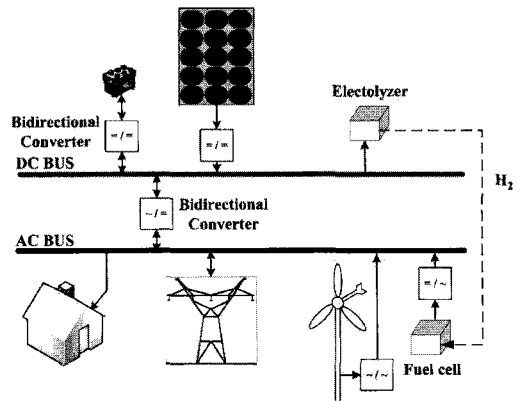 Electolyzer
Bidirectional
Converter
=/=
=/=
DC BUS
H2
~/=
Bidirectional
Converter
AC BUS
=/~
~/~
Fuel cell